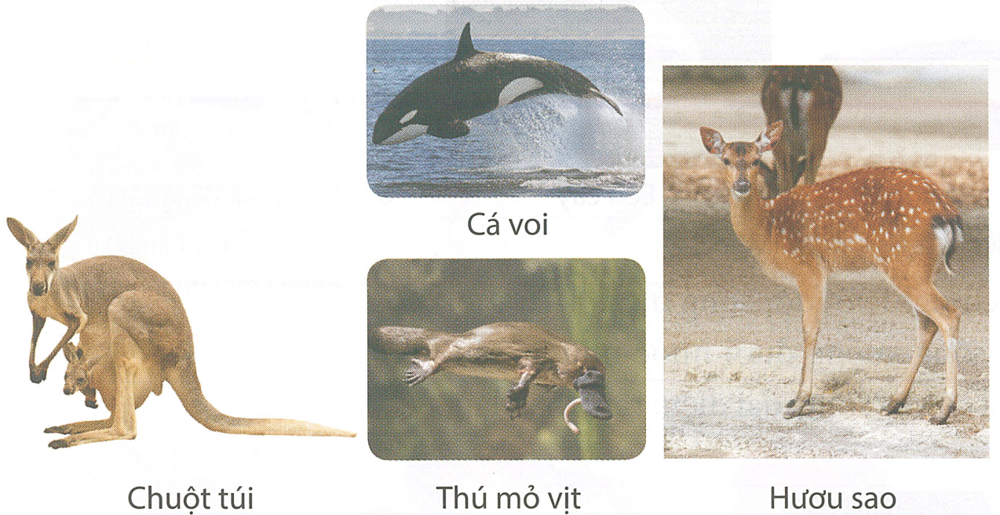 Cá voi
Chuột túi
Thú mỏ vịt
Hươu sao